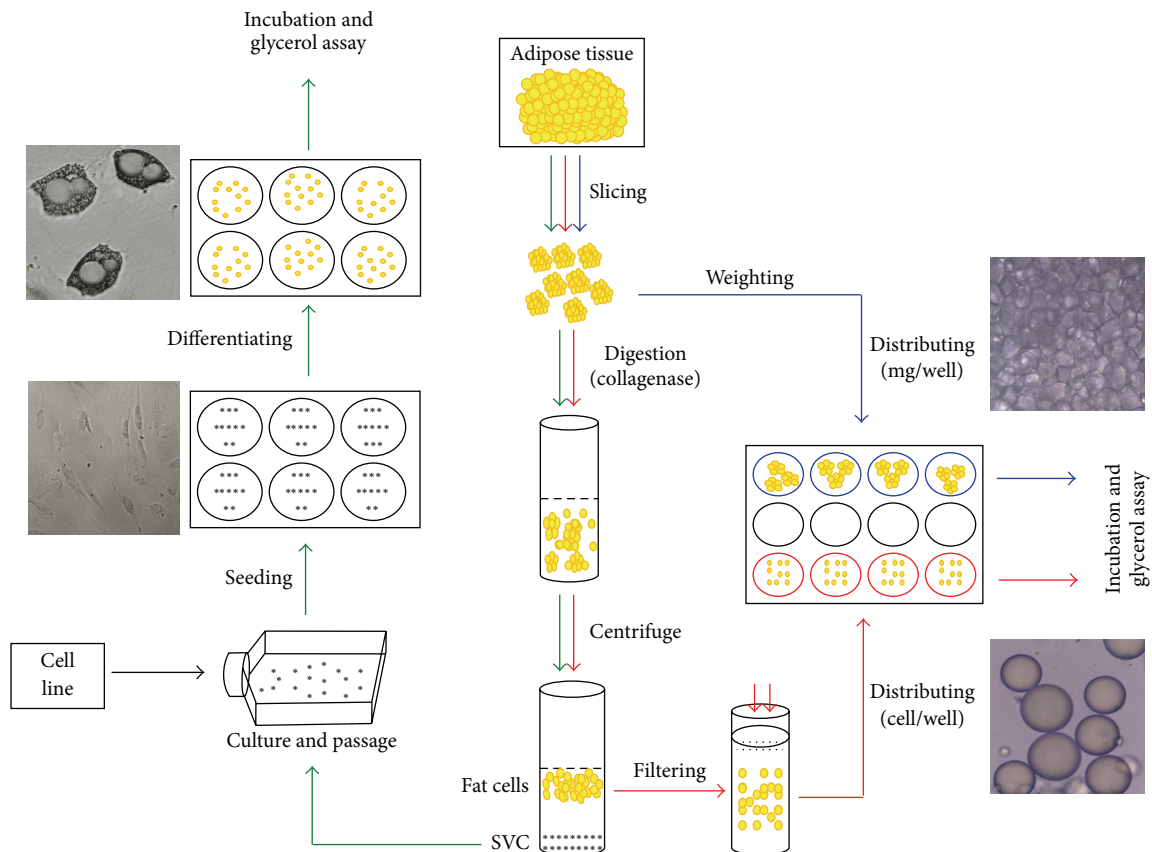 Incubation and
glycerol assay
Adipose tissue
Slicing
Weighting
Differentiating
Digestion
(collagenase)
Distributing
(mg/well)
Seeding
Incubation and
glycerol assay
Centrifuge
Cell
line
Culture and passage
Distributing
(cell/well)
Fat cells
Filtering
SVC